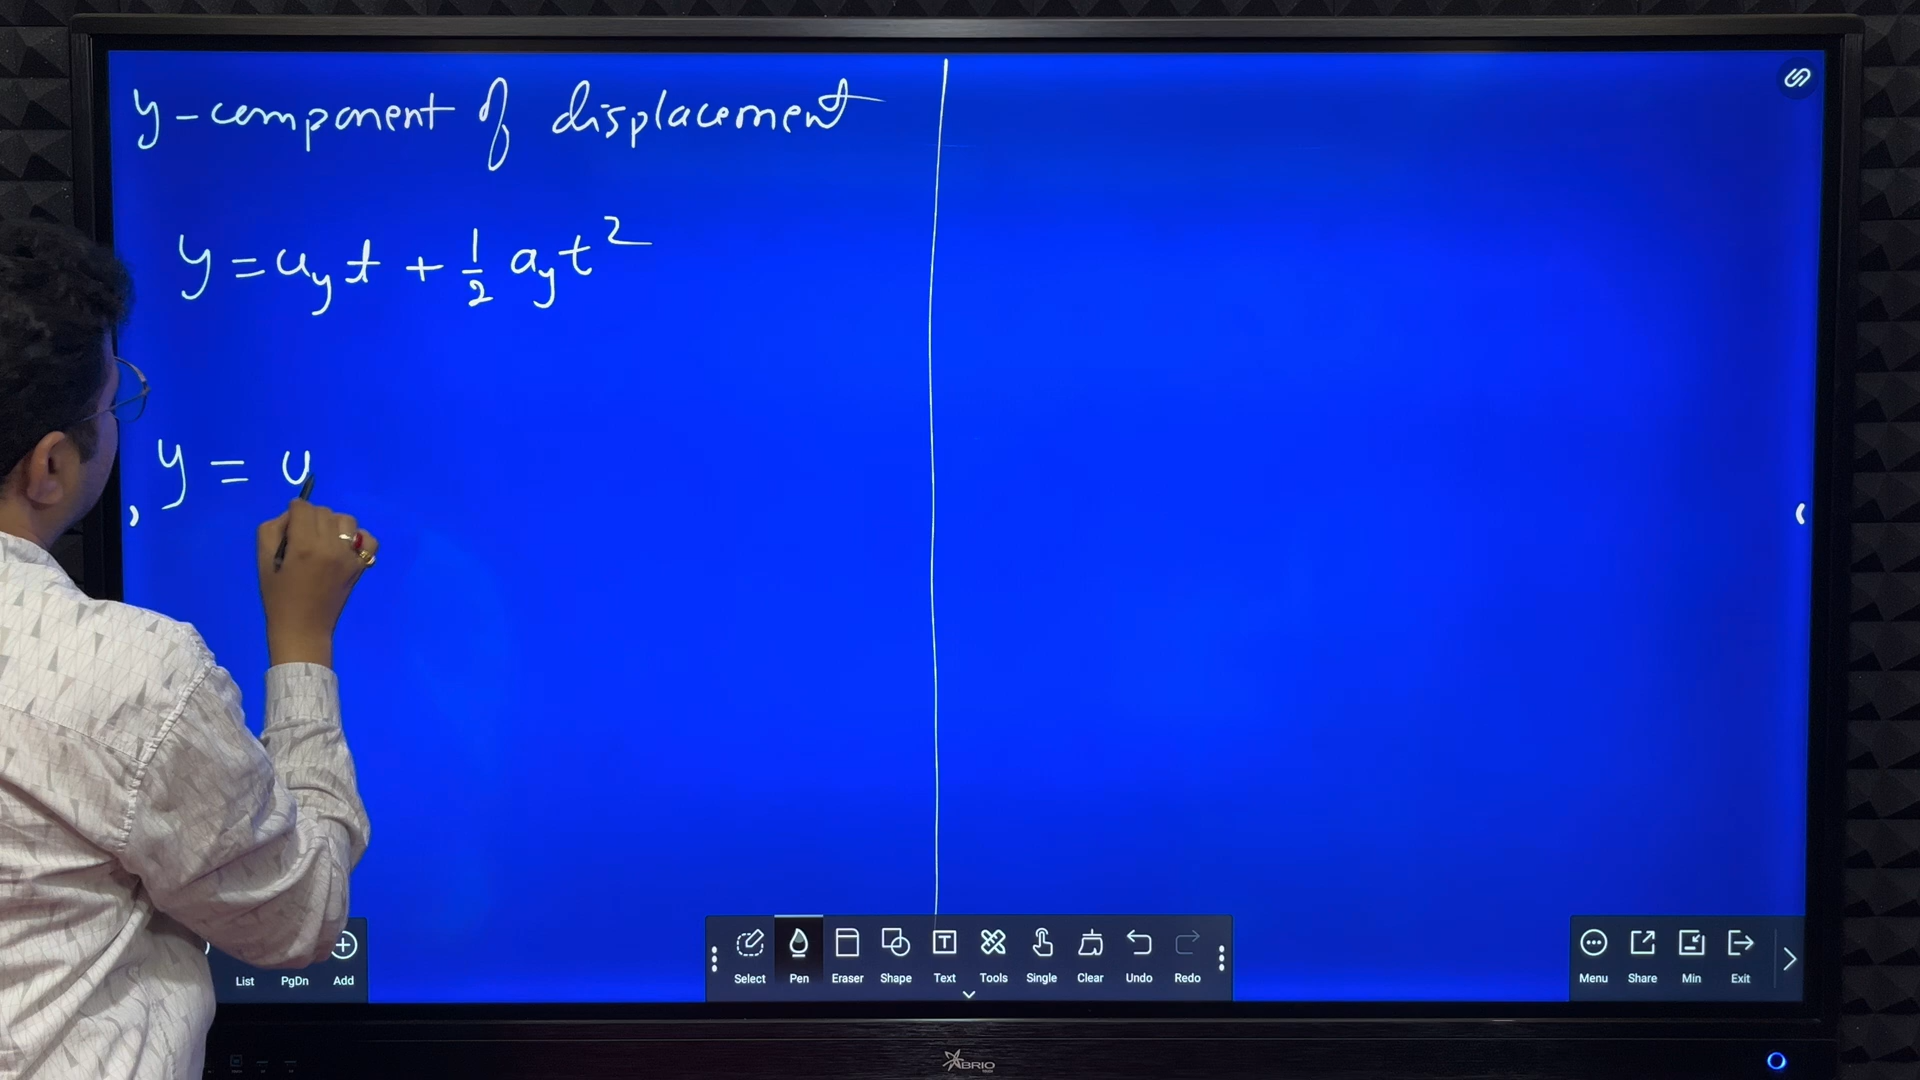 y-component of displacement
y = u_y t + 1/2 a_y t²
y = u
List PgDn Add
Select Pen Eraser Shape Text Tools Single Clear Undo Redo
Menu Share Min Exit
ABRIO